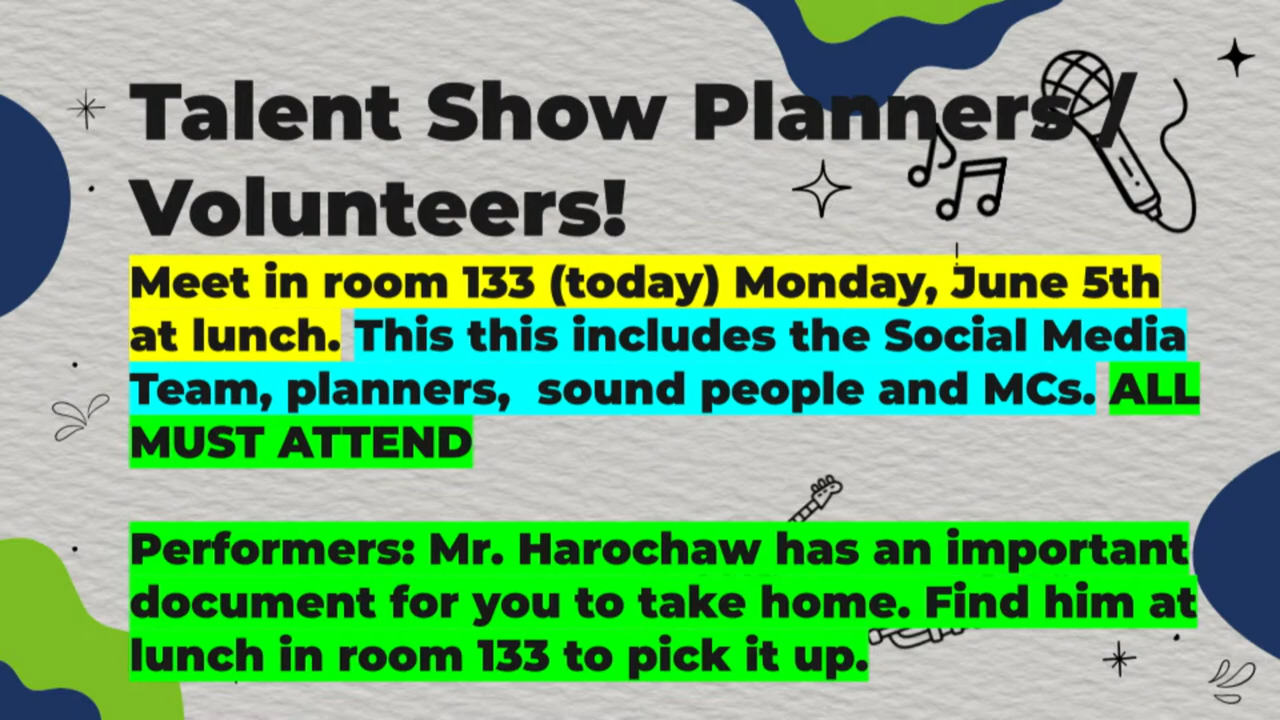 Talent Show Planners /
Volunteers!
Meet in room 133 (today) Monday, June 5th
at lunch. This this includes the Social Media
Team, planners,  sound people and MCs. ALL
MUST ATTEND
Performers: Mr. Harochaw has an important
document for you to take home. Find him at
lunch in room 133 to pick it up.